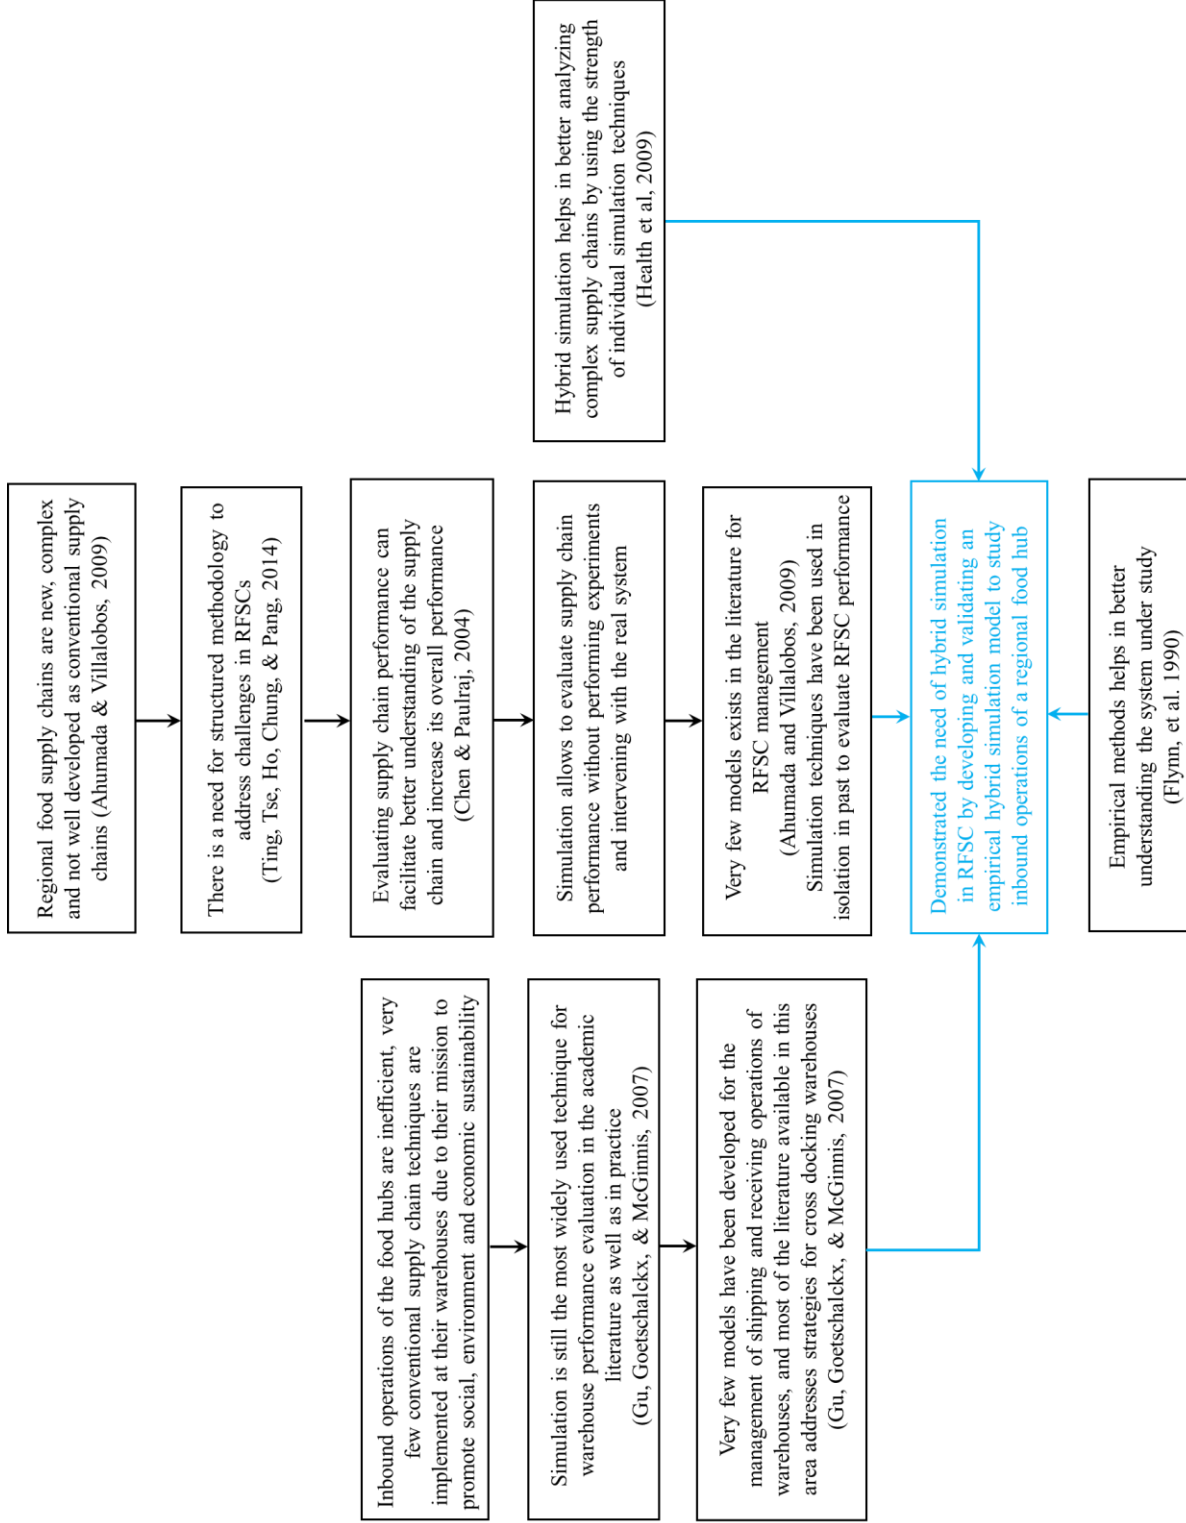 Regional food supply chains are new, complex
and not well developed as conventional supply
chains (Ahumada & Villalobos, 2009)
There is a need for structured methodology to
address challenges in RFSCs
(Ting, Tse, Ho, Chung, & Pang, 2014)
Evaluating supply chain performance can
facilitate better understanding of the supply
chain and increase its overall performance
(Chen & Paulraj, 2004)
Simulation allows to evaluate supply chain
performance without performing experiments
and intervening with the real system
Very few models exists in the literature for
RFSC management
(Ahumada and Villalobos, 2009)
Simulation techniques have been used in
isolation in past to evaluate RFSC performance
Inbound operations of the food hubs are inefficient, very
few conventional supply chain techniques are
implemented at their warehouses due to their mission to
promote social, environment and economic sustainability
Simulation is still the most widely used technique for
warehouse performance evaluation in the academic
literature as well as in practice
(Gu, Goetschalckx, & McGinnis, 2007)
Very few models have been developed for the
management of shipping and receiving operations of
warehouses, and most of the literature available in this
area addresses strategies for cross docking warehouses
(Gu, Goetschalckx, & McGinnis, 2007)
Hybrid simulation helps in better analyzing
complex supply chains by using the strength
of individual simulation techniques
(Health et al, 2009)
Demonstrated the need of hybrid simulation
in RFSC by developing and validating an
empirical hybrid simulation model to study
inbound operations of a regional food hub
Empirical methods helps in better
understanding the system under study
(Flynn, et al. 1990)